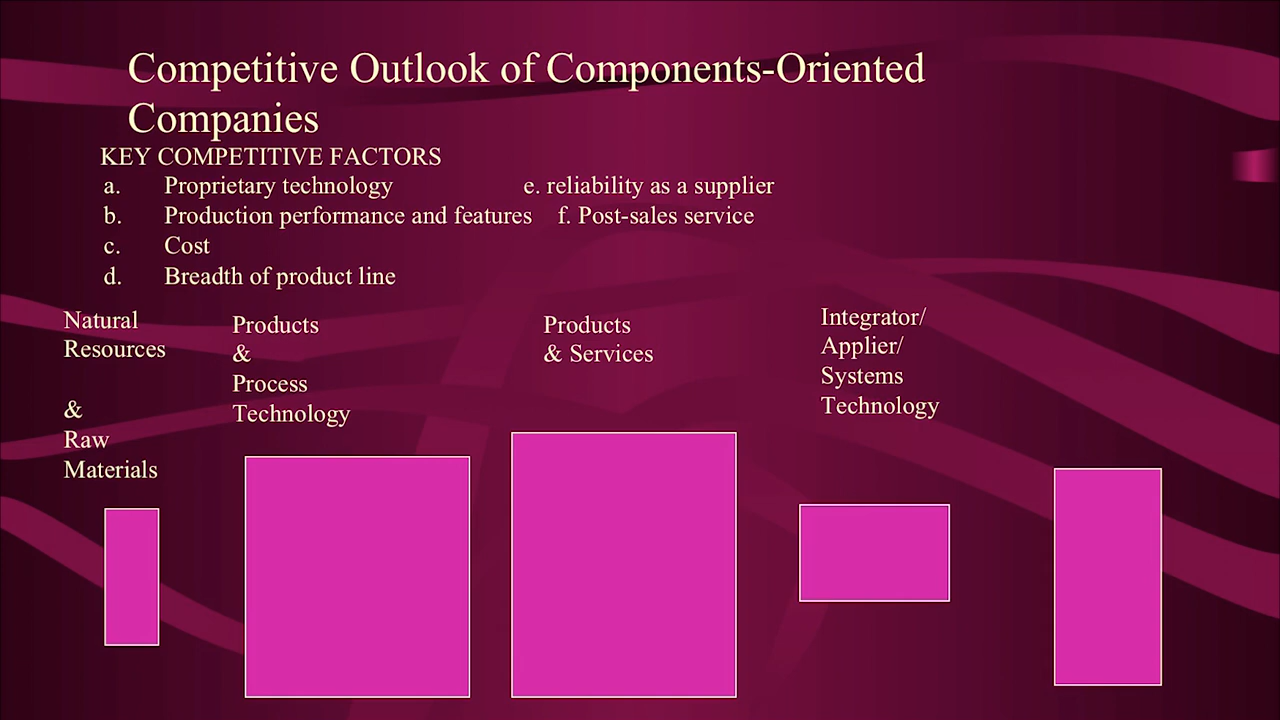 Competitive Outlook of Components-Oriented
Companies
KEY COMPETITIVE FACTORS
a. Proprietary technology e. reliability as a supplier
b. Production performance and features f. Post-sales service
c. Cost
d. Breadth of product line
Natural
Resources
&
Raw
Materials
Products
&
Process
Technology
Products
& Services
Integrator/
Applier/
Systems
Technology